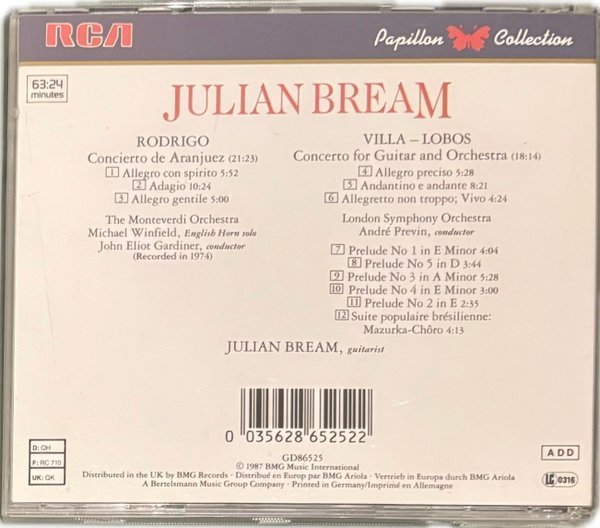 RCA
Papillon Collection
63:24
minutes
JULIAN BREAM
RODRIGO
Concierto de Aranjuez (21:23)
1 Allegro con spirito 5:52
2 Adagio 10:24
3 Allegro gentile 5:00
The Monteverdi Orchestra
Michael Winfield, English Horn solo
John Eliot Gardiner, conductor
(Recorded in 1974)
VILLA – LOBOS
Concerto for Guitar and Orchestra (18:14)
4 Allegro preciso 5:28
5 Andantino e andante 8:21
6 Allegretto non troppo; Vivo 4:24
London Symphony Orchestra
André Previn, conductor
7 Prelude No 1 in E Minor 4:04
8 Prelude No 5 in D 3:44
9 Prelude No 3 in A Minor 5:28
10 Prelude No 4 in E Minor 3:00
11 Prelude No 2 in E 2:35
12 Suite populaire brésilienne:
Mazurka-Chôro 4:13
JULIAN BREAM, guitarist
0 035628 652522
D: OH
F: RC 710
UK: OK
GD86525
℗ 1987 BMG Music International
Distributed in the UK by BMG Records · Distribué en Europe par BMG Ariola · Vertrieb in Europa durch BMG Ariola
A Bertelsmann Music Group Company · Printed in Germany/Imprimé en Allemagne
ADD
LC 0316